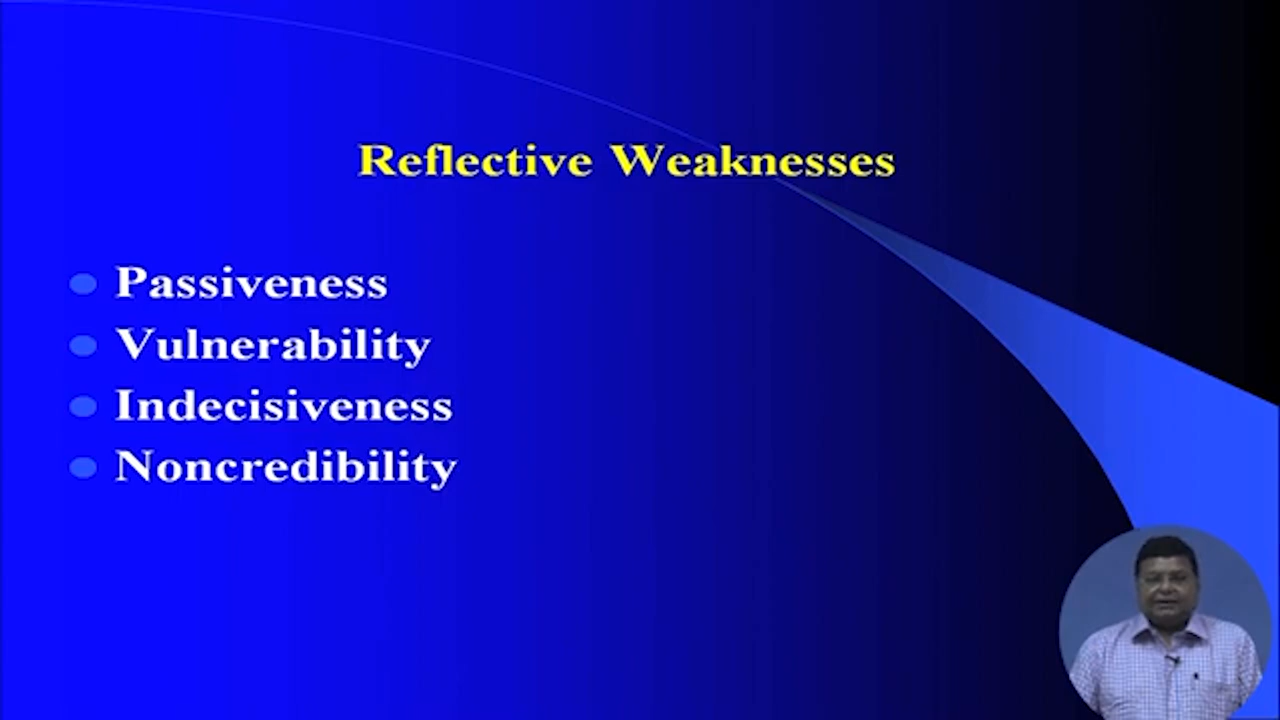 Reflective Weaknesses
Passiveness
Vulnerability
Indecisiveness
Noncredibility